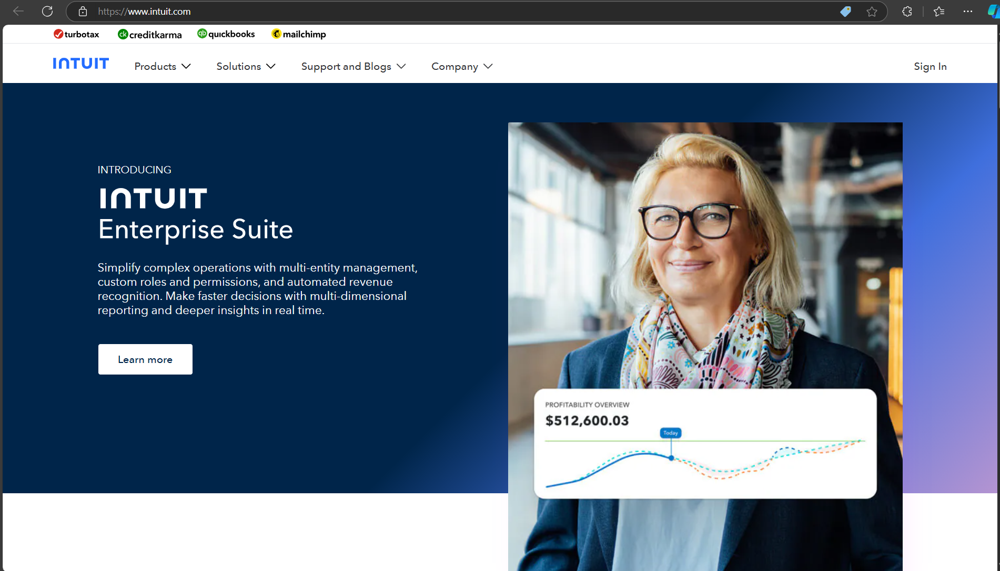 https://www.intuit.com
turbotax
ck creditkarma
qb quickbooks
mailchimp
INTUIT
Products
Solutions
Support and Blogs
Company
Sign In
INTRODUCING
INTUIT
Enterprise Suite
Simplify complex operations with multi-entity management,
custom roles and permissions, and automated revenue
recognition. Make faster decisions with multi-dimensional
reporting and deeper insights in real time.
Learn more
PROFITABILITY OVERVIEW
$512,600.03
Today